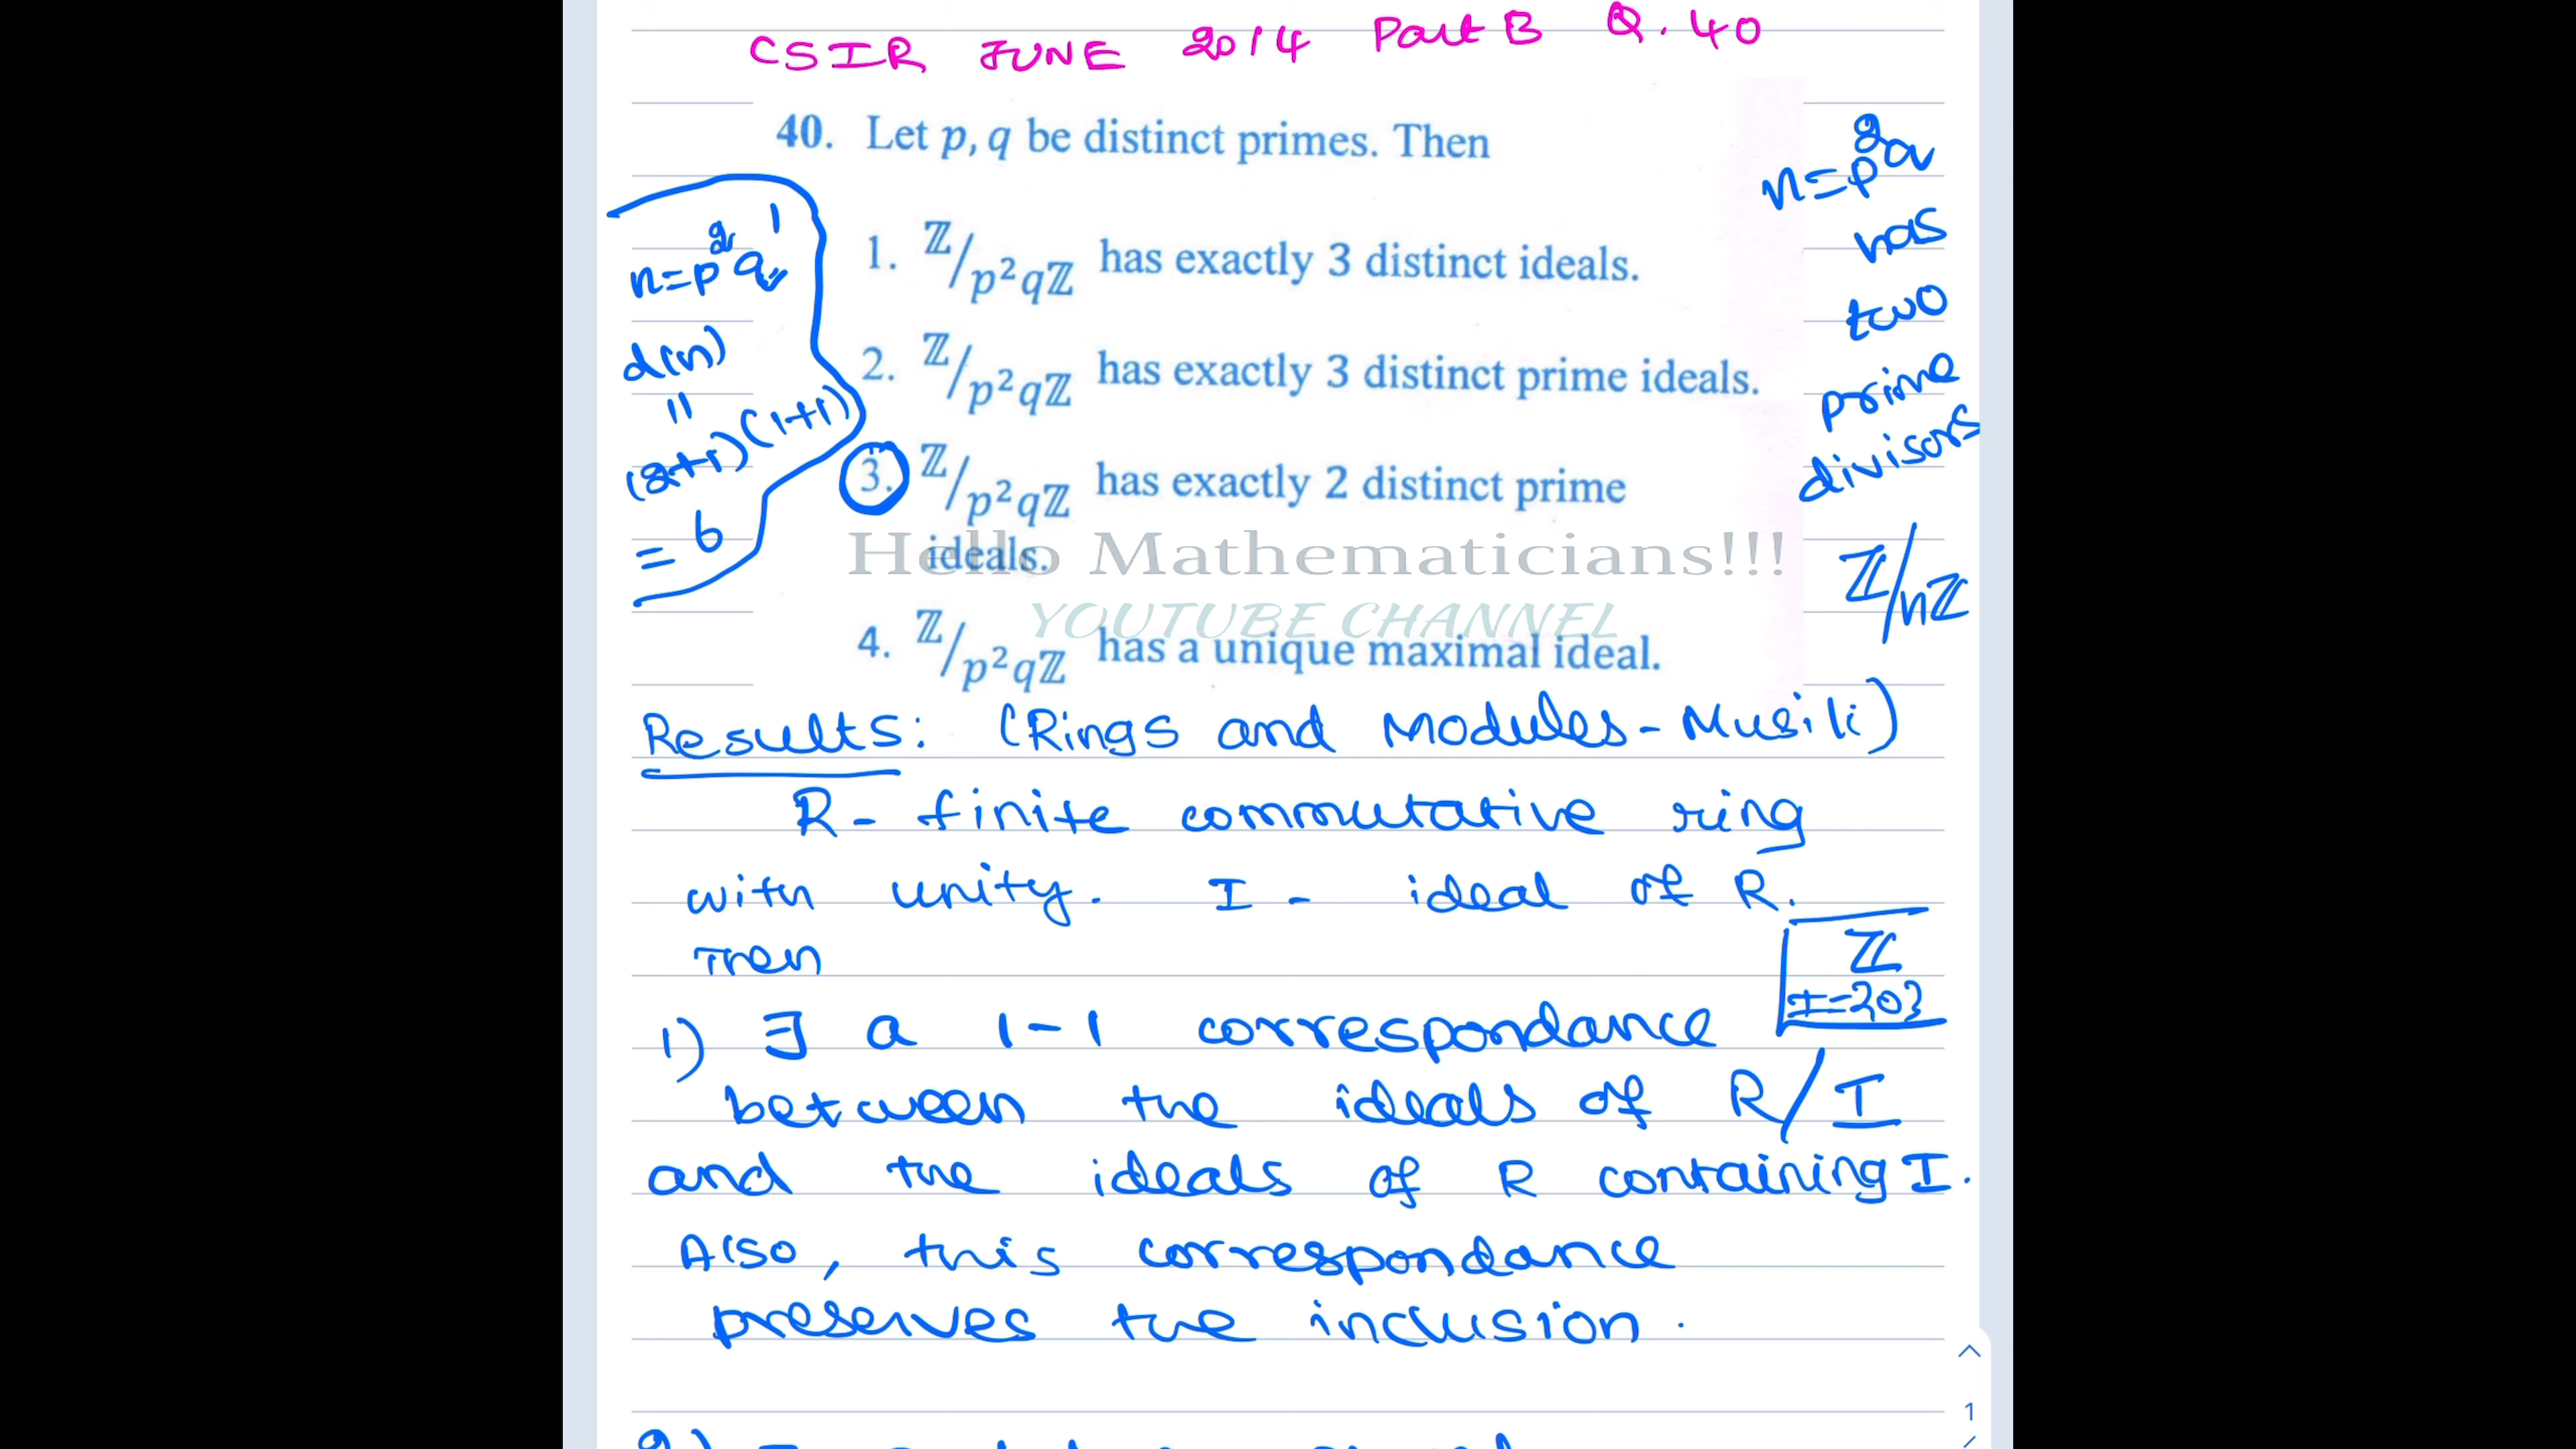 CSIR JUNE 2014 Part B Q. 40
40. Let p, q be distinct primes. Then
1. ℤ/p²qℤ has exactly 3 distinct ideals.
2. ℤ/p²qℤ has exactly 3 distinct prime ideals.
3. ℤ/p²qℤ has exactly 2 distinct prime
ideals.
4. ℤ/p²qℤ has a unique maximal ideal.
n=p²q¹
d(n)
||
(2+1)(1+1)
= 6
n=p²q
has
two
prime
divisors
ℤ/nℤ
Hello Mathematicians!!!
YOUTUBE CHANNEL
Results: (Rings and Modules - Musili)
R - finite commutative ring
with unity. I - ideal of R.
Then
ℤ
I={0}
1) ∃ a 1-1 correspondance
between the ideals of R/I
and the ideals of R containing I.
Also, this correspondance
preserves the inclusion.
1